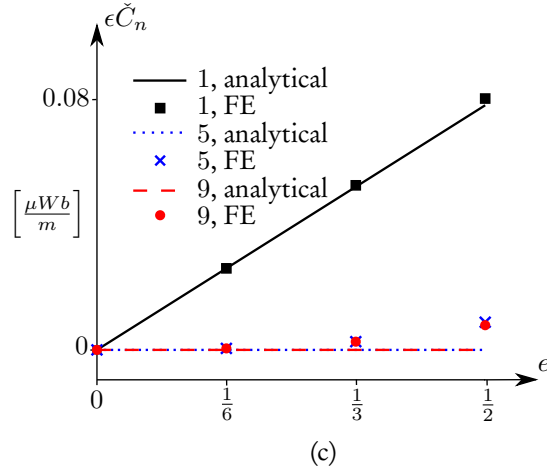 ϵČₙ
1, analytical
0.08
1, FE
5, analytical
5, FE
9, analytical
[μWb/m]
9, FE
0
ϵ
0 1/6 1/3 1/2
(c)